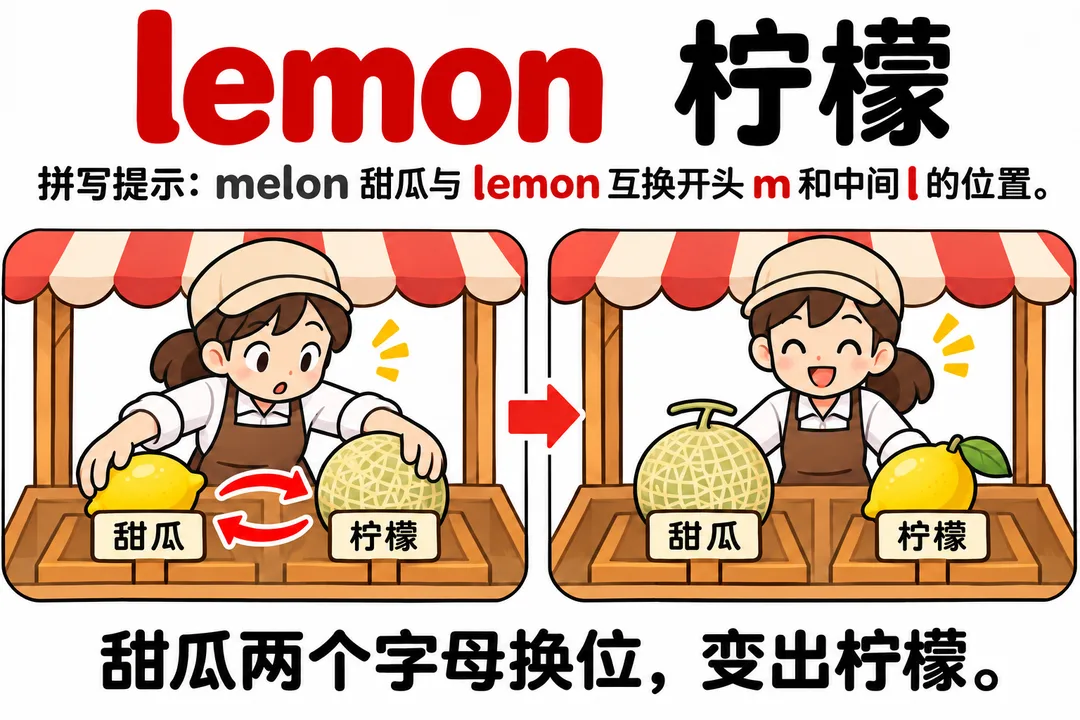 lemon 柠檬
拼写提示：melon 甜瓜与 lemon 互换开头 m 和中间 l 的位置。
甜瓜
柠檬
甜瓜
柠檬
甜瓜两个字母换位，变出柠檬。